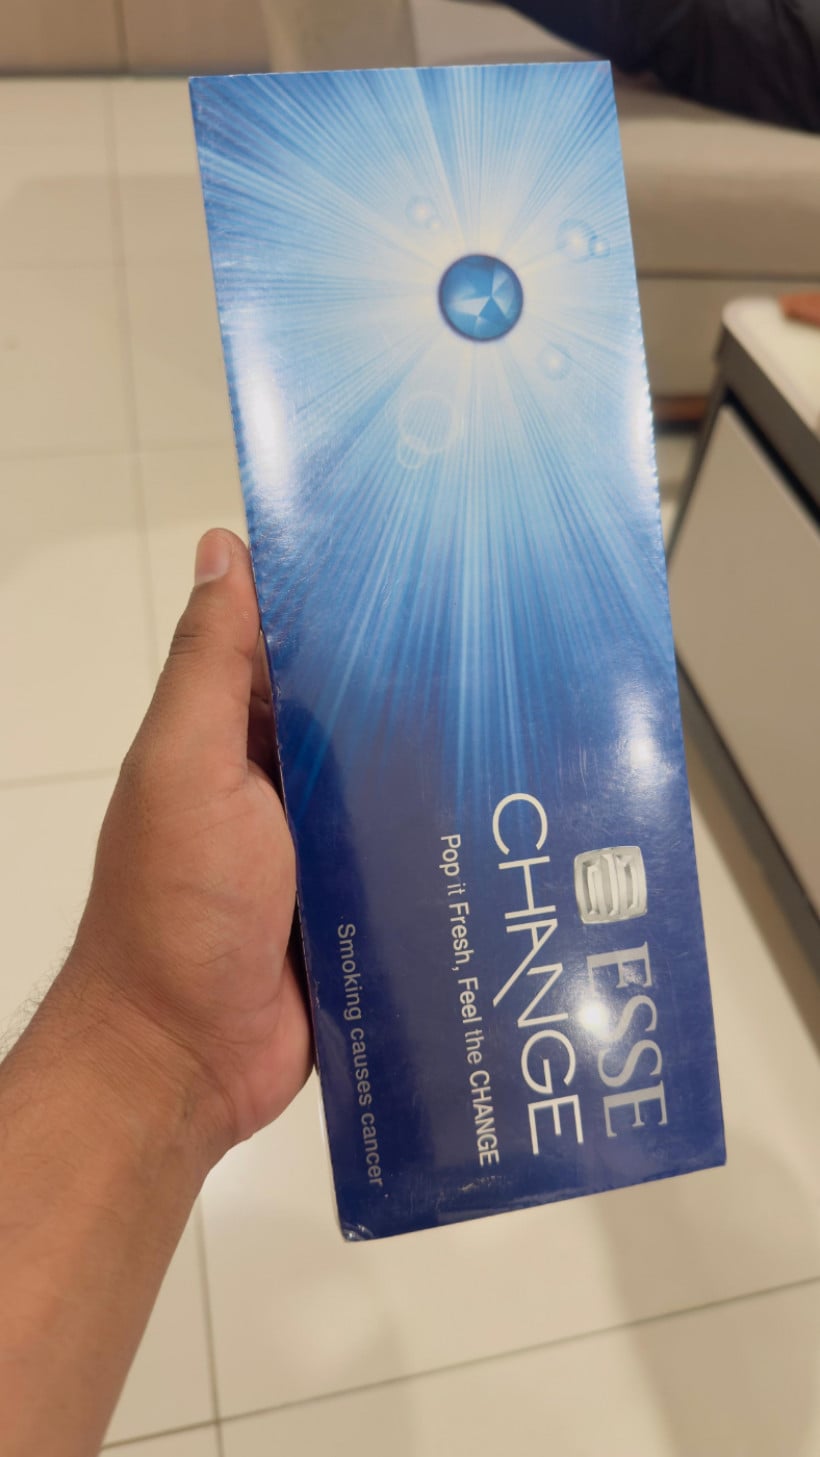 ESSE
CHANGE
Pop it Fresh, Feel the CHANGE
Smoking causes cancer